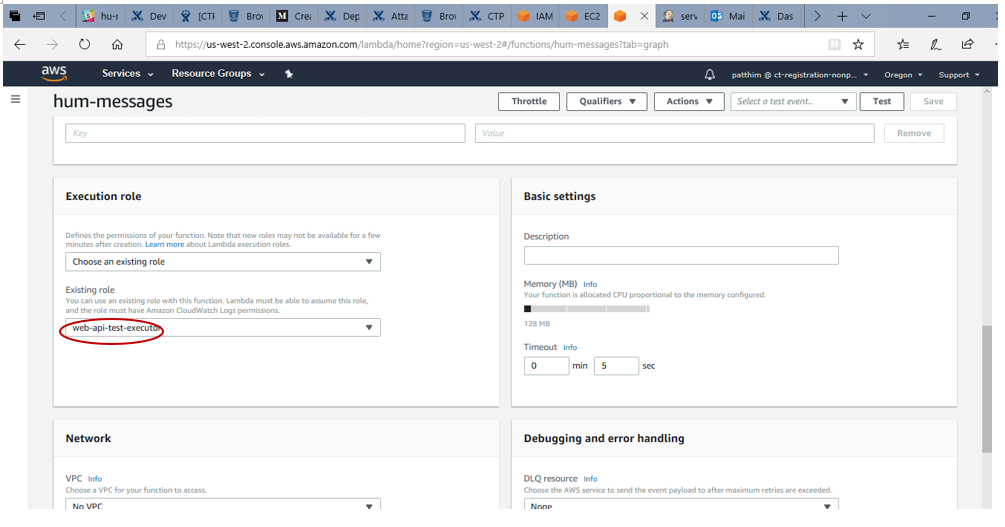 hu-r
Dev
[CTF
Brow
Crea
Dep
Atta
Brow
CTP
IAM
EC2
serv
Mai
Das
https://us-west-2.console.aws.amazon.com/lambda/home?region=us-west-2#/functions/hum-messages?tab=graph
aws Services Resource Groups patthim @ ct-registration-nonp... Oregon Support
hum-messages Throttle Qualifiers Actions Select a test event.. Test Save
Key Value Remove
Execution role
Defines the permissions of your function. Note that new roles may not be available for a few
minutes after creation. Learn more about Lambda execution roles.
Choose an existing role
Existing role
You can use an existing role with this function. Lambda must be able to assume this role,
and the role must have Amazon CloudWatch Logs permissions.
web-api-test-executor
Basic settings
Description
Memory (MB) Info
Your function is allocated CPU proportional to the memory configured.
128 MB
Timeout Info
0 min 5 sec
Network
VPC Info
Choose a VPC for your function to access.
No VPC
Debugging and error handling
DLQ resource Info
Choose the AWS service to send the event payload to after maximum retries are exceeded.
None